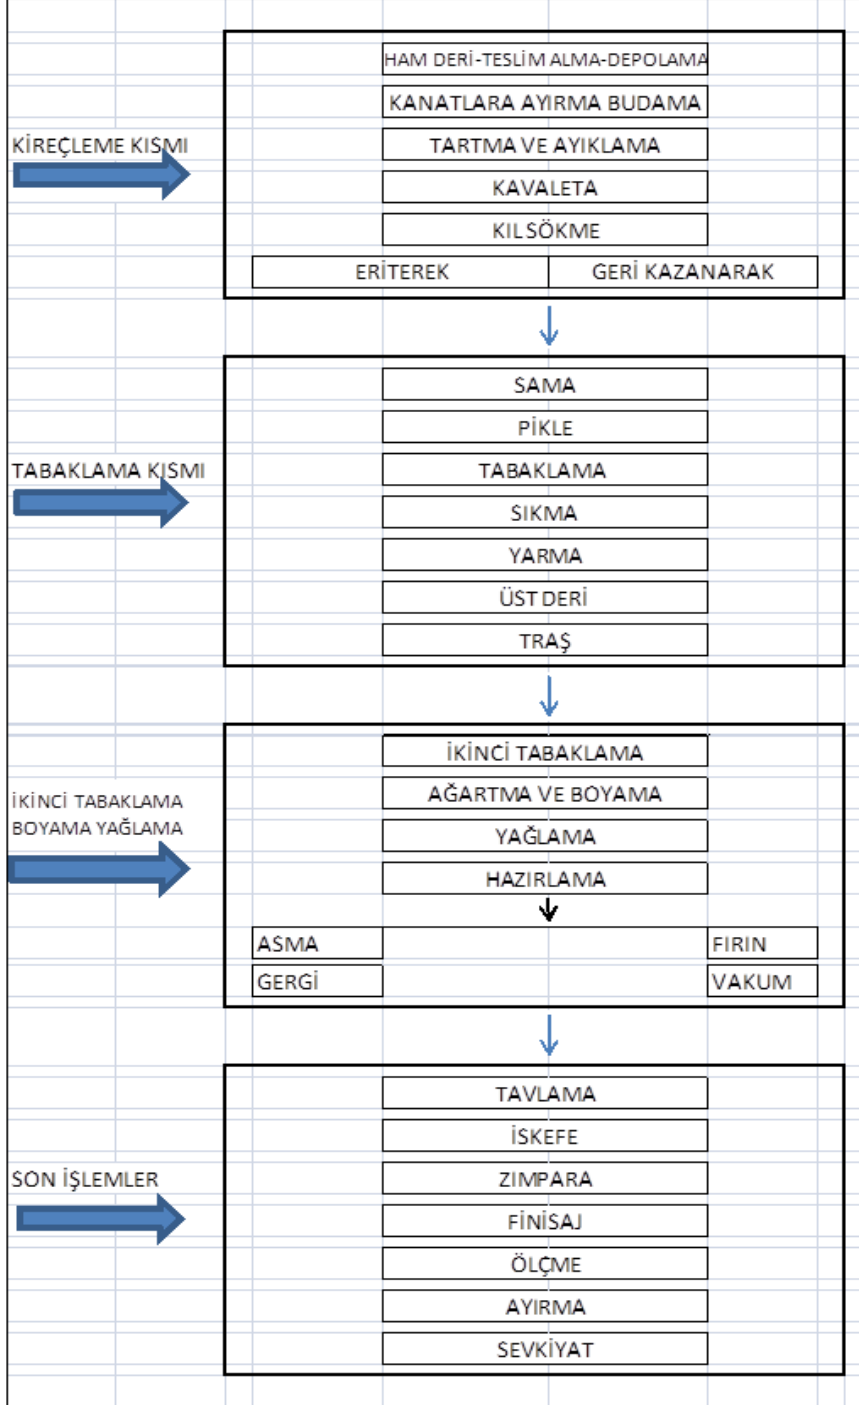 HAM DERİ-TESLİM ALMA-DEPOLAMA
KANATLARA AYIRMA BUDAMA
KİREÇLEME KISMI
TARTMA VE AYIKLAMA
KAVALETA
KIL SÖKME
ERİTEREK
GERİ KAZANARAK
SAMA
PİKLE
TABAKLAMA KISMI
TABAKLAMA
SIKMA
YARMA
ÜST DERİ
TRAŞ
İKİNCİ TABAKLAMA
BOYAMA YAĞLAMA
İKİNCİ TABAKLAMA
AĞARTMA VE BOYAMA
YAĞLAMA
HAZIRLAMA
ASMA
FIRIN
GERGİ
VAKUM
TAVLAMA
İSKEFE
SON İŞLEMLER
ZIMPARA
FİNİSAJ
ÖLÇME
AYIRMA
SEVKİYAT